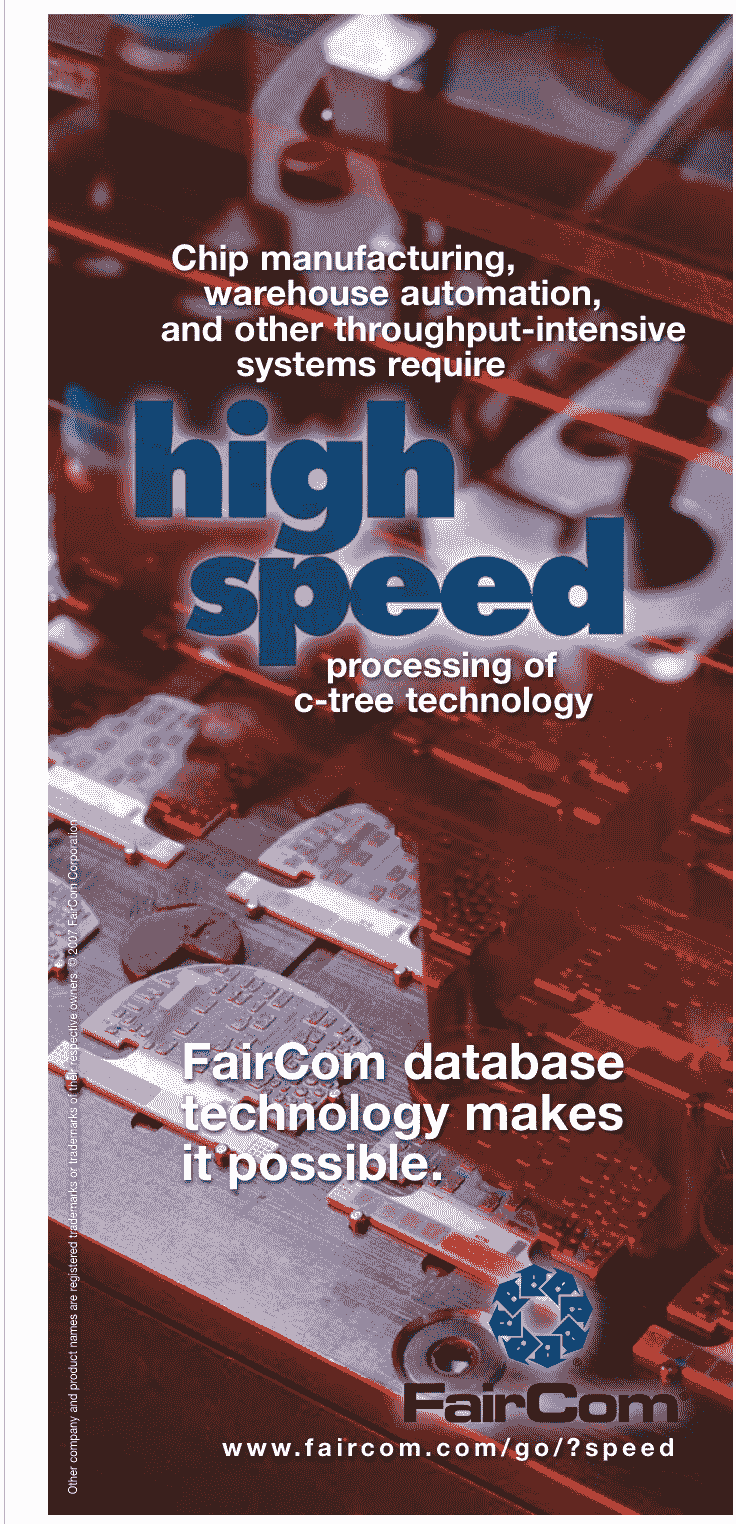 Chip manufacturing,
warehouse automation,
and other throughput-intensive
systems require
high
speed
processing of
c-tree technology
FairCom database
technology makes
it possible.
FairCom
www.faircom.com/go/?speed
Other company and product names are registered trademarks or trademarks of their respective owners. © 2007 FairCom Corporation